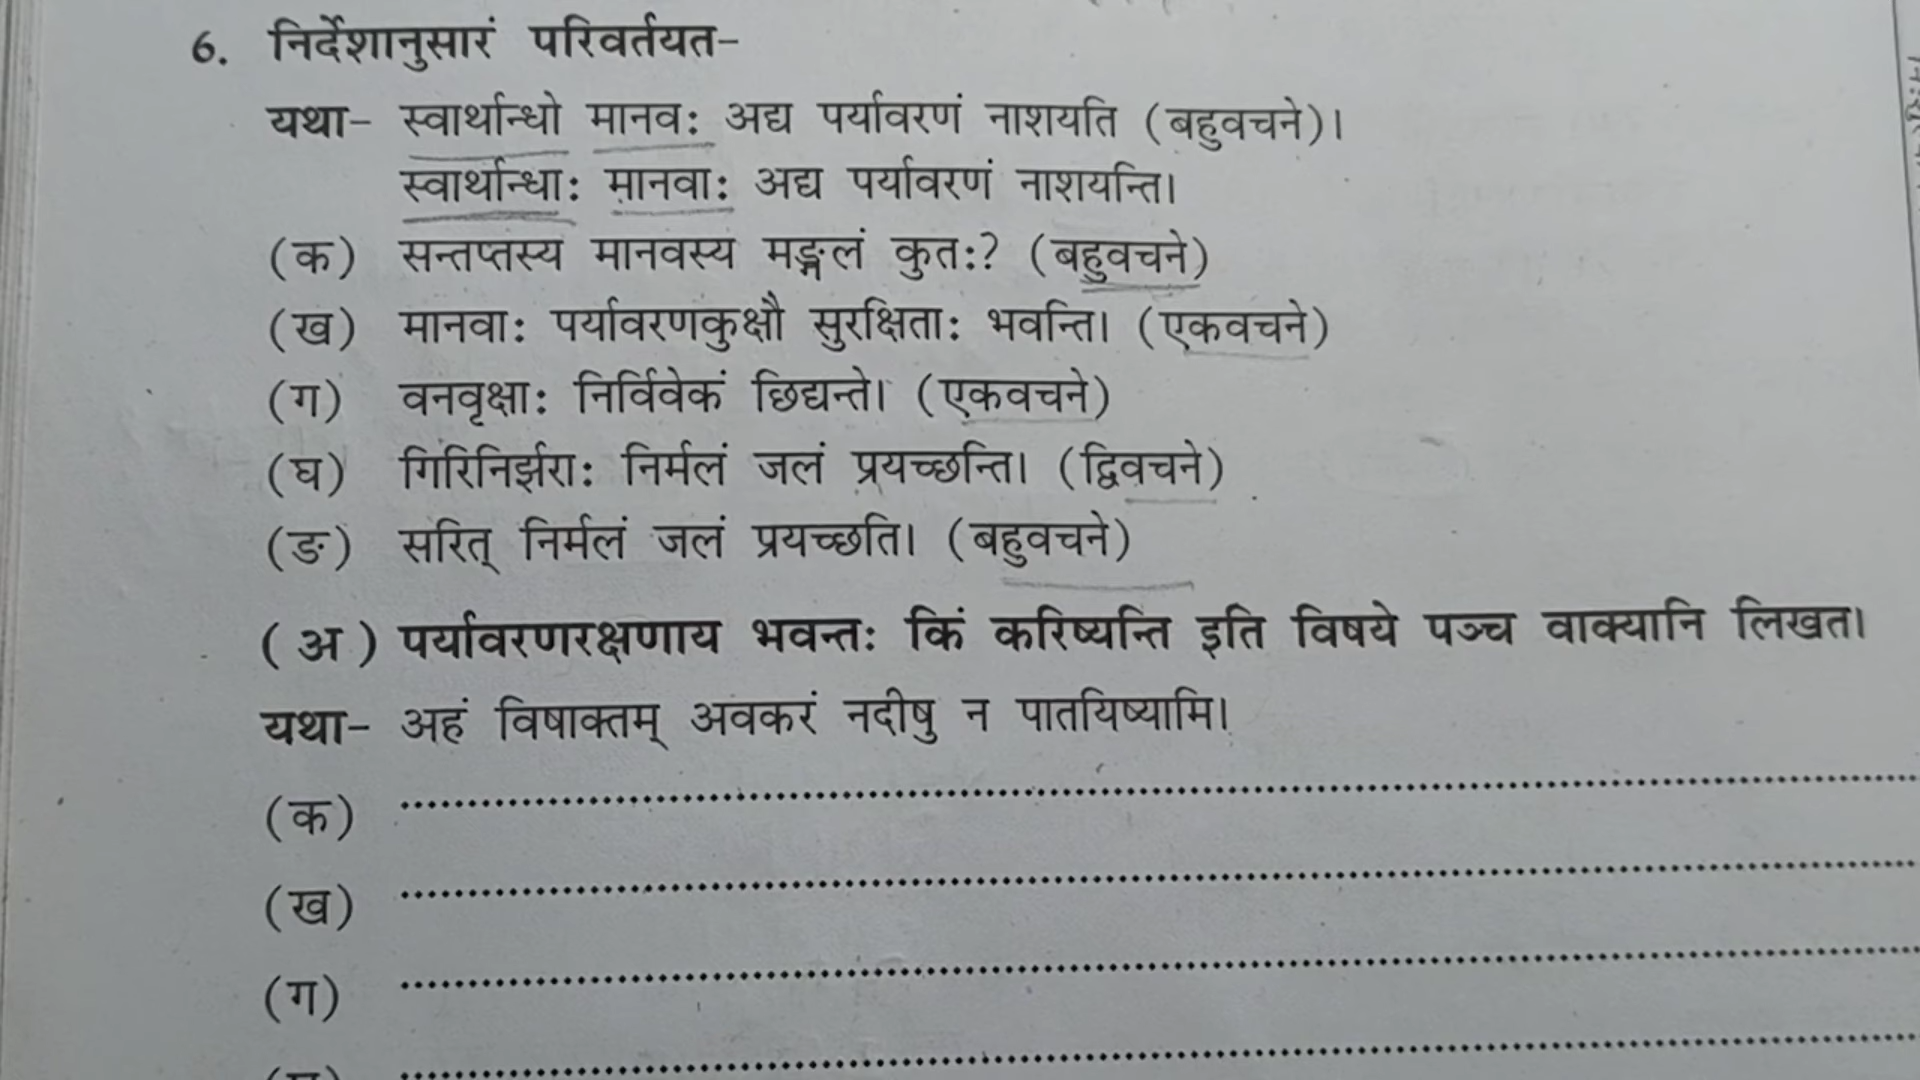 6. निर्देशानुसारं परिवर्तयत-
यथा- स्वार्थान्धो मानवः अद्य पर्यावरणं नाशयति (बहुवचने)।
स्वार्थान्धाः मानवाः अद्य पर्यावरणं नाशयन्ति।
(क) सन्तप्तस्य मानवस्य मङ्गलं कुतः? (बहुवचने)
(ख) मानवाः पर्यावरणकुक्षौ सुरक्षिताः भवन्ति। (एकवचने)
(ग) वनवृक्षाः निर्विवेकं छिद्यन्ते। (एकवचने)
(घ) गिरिनिर्झराः निर्मलं जलं प्रयच्छन्ति। (द्विवचने)
(ङ) सरित् निर्मलं जलं प्रयच्छति। (बहुवचने)
(अ) पर्यावरणरक्षणाय भवन्तः किं करिष्यन्ति इति विषये पञ्च वाक्यानि लिखत।
यथा- अहं विषाक्तम् अवकरं नदीषु न पातयिष्यामि।
(क) ....................
(ख) ....................
(ग) ....................